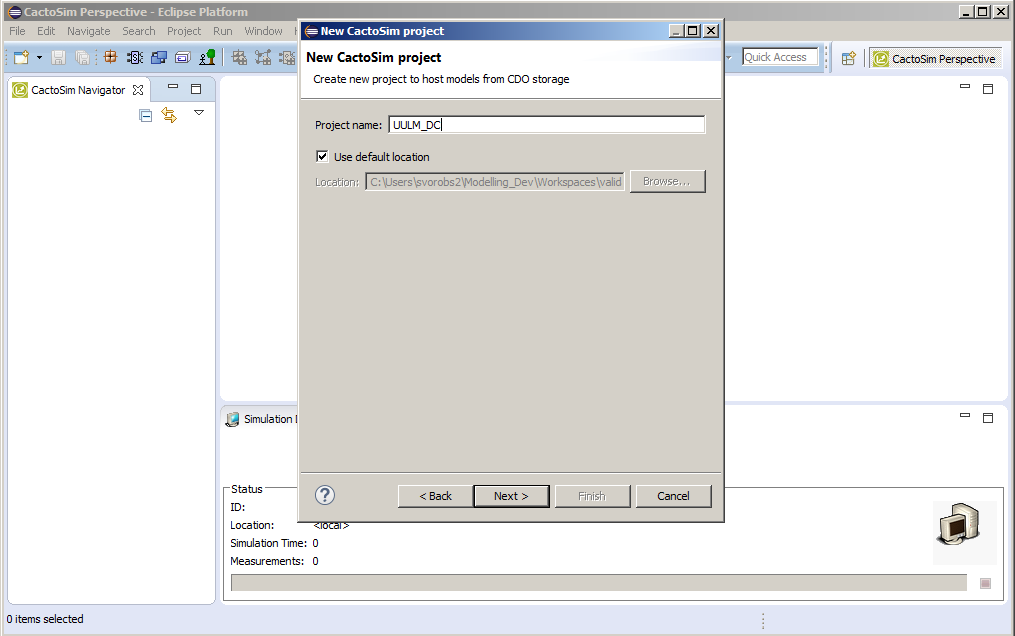 CactoSim Perspective - Eclipse Platform
File Edit Navigate Search Project Run Window
Quick Access
CactoSim Perspective
CactoSim Navigator
New CactoSim project
New CactoSim project
Create new project to host models from CDO storage
Project name: UULM_DC
Use default location
Location: C:\Users\svorobs2\Modelling_Dev\Workspaces\valid
Browse...
Simulation
? < Back Next > Finish Cancel
Status
ID:
Location: <local>
Simulation Time: 0
Measurements: 0
0 items selected